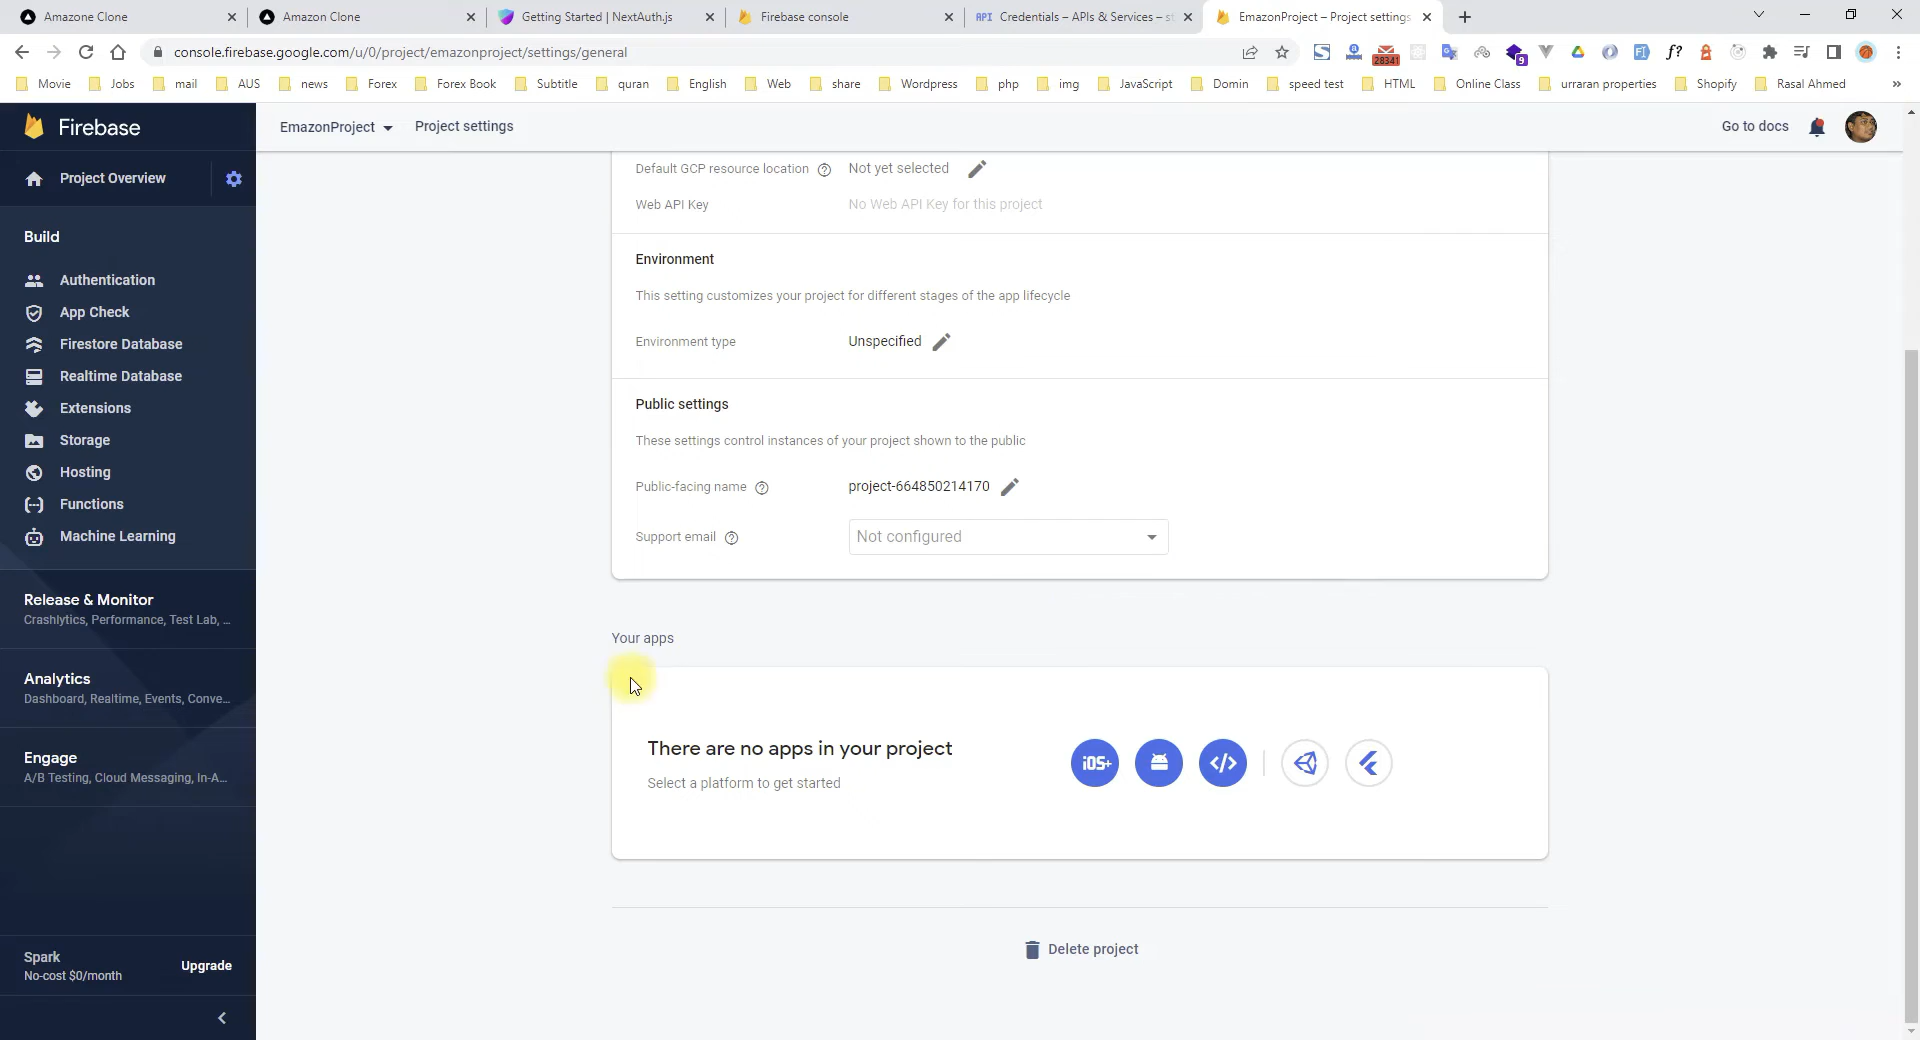 Amazone Clone
Amazon Clone
Getting Started | NextAuth.js
Firebase console
API Credentials – APIs & Services – s
EmazonProject – Project settings
console.firebase.google.com/u/0/project/emazonproject/settings/general
28341
9
f?
Movie Jobs mail AUS news Forex Forex Book Subtitle quran English Web share Wordpress php img JavaScript Domin speed test HTML Online Class urraran properties Shopify Rasal Ahmed »
Firebase
EmazonProject
Project settings
Go to docs
Project Overview
Build
Authentication
App Check
Firestore Database
Realtime Database
Extensions
Storage
Hosting
Functions
Machine Learning
Release & Monitor
Crashlytics, Performance, Test Lab, ...
Analytics
Dashboard, Realtime, Events, Conve...
Engage
A/B Testing, Cloud Messaging, In-A...
Spark
No-cost $0/month
Upgrade
Default GCP resource location
Not yet selected
Web API Key
No Web API Key for this project
Environment
This setting customizes your project for different stages of the app lifecycle
Environment type
Unspecified
Public settings
These settings control instances of your project shown to the public
Public-facing name
project-664850214170
Support email
Not configured
Your apps
There are no apps in your project
Select a platform to get started
iOS+
</>
Delete project